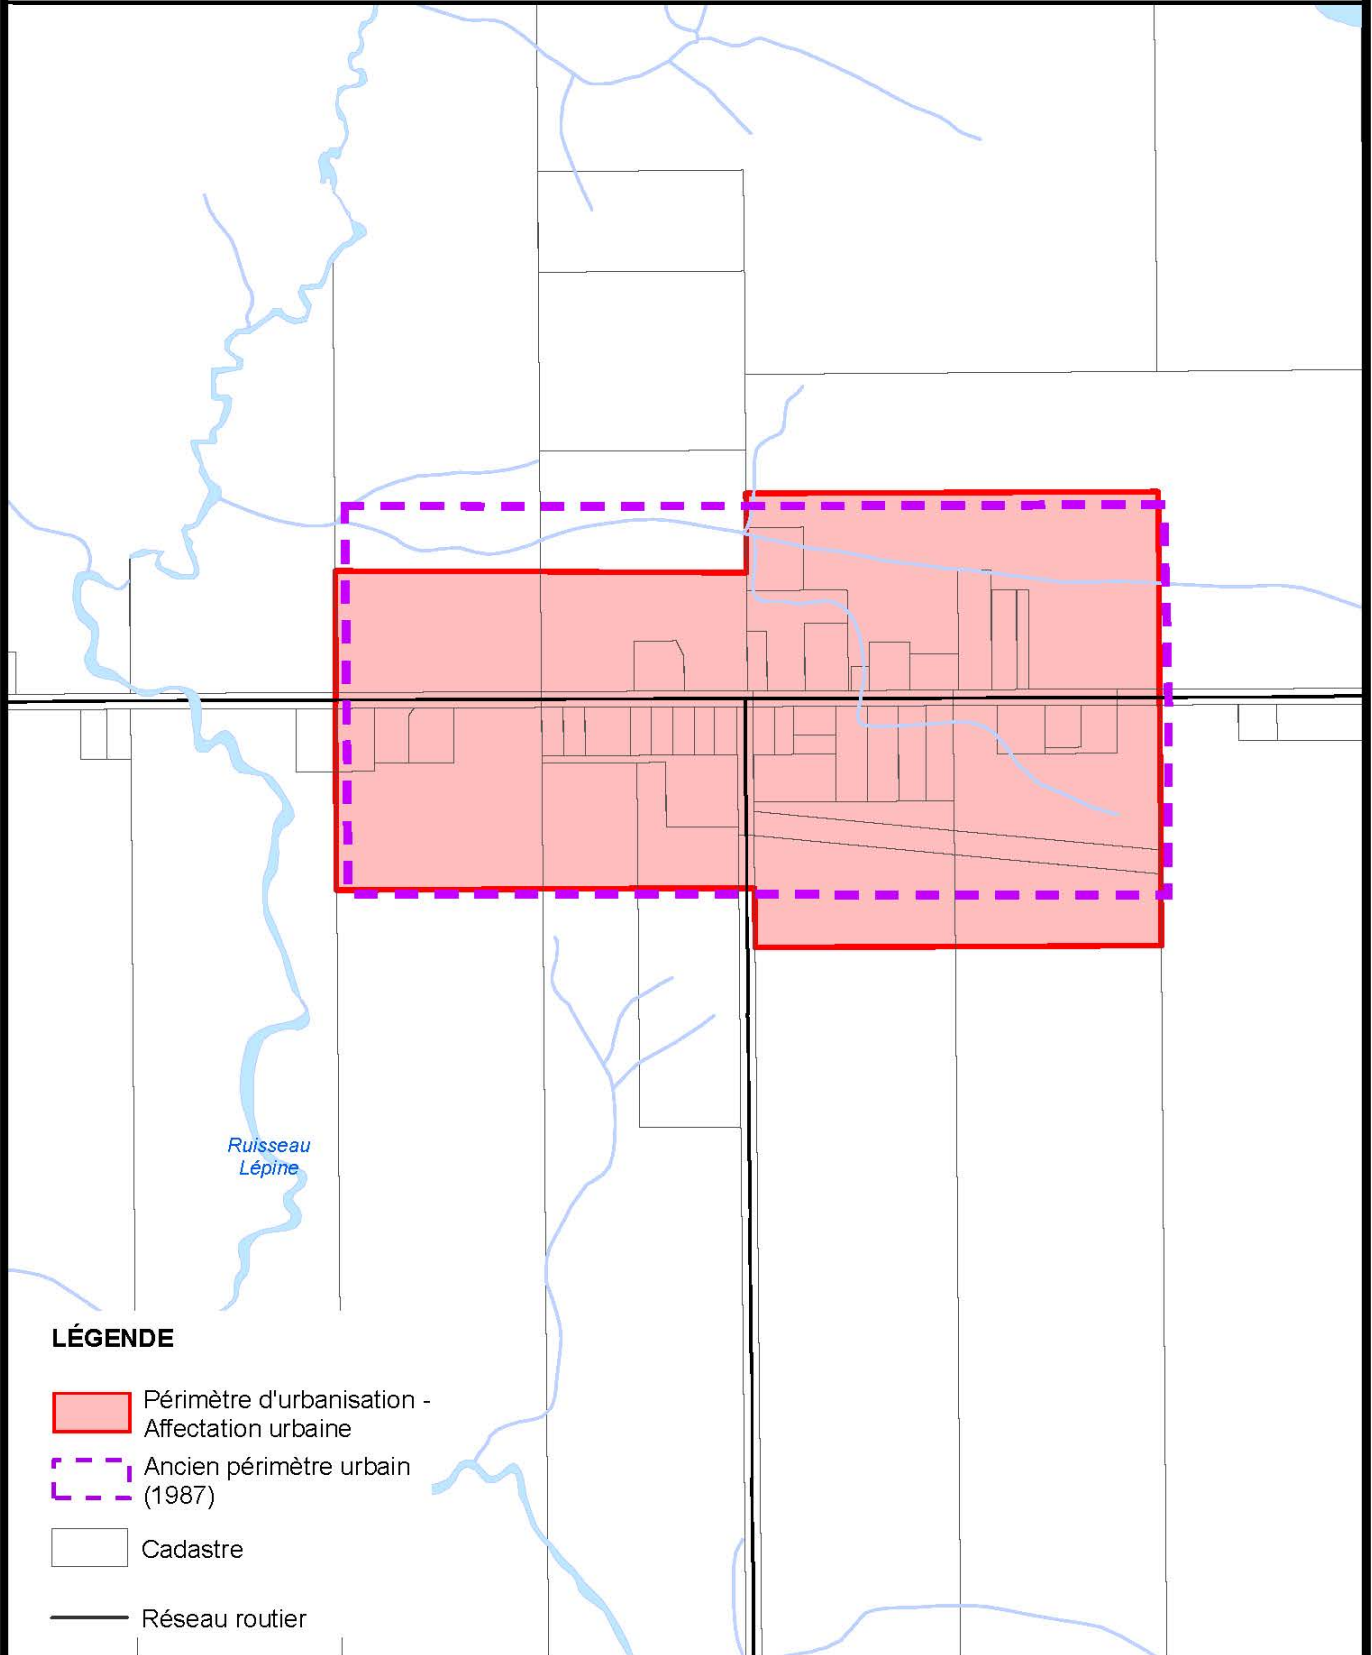 Ruisseau
Lépine
LÉGENDE
Périmètre d'urbanisation -
Affectation urbaine
Ancien périmètre urbain
(1987)
Cadastre
Réseau routier